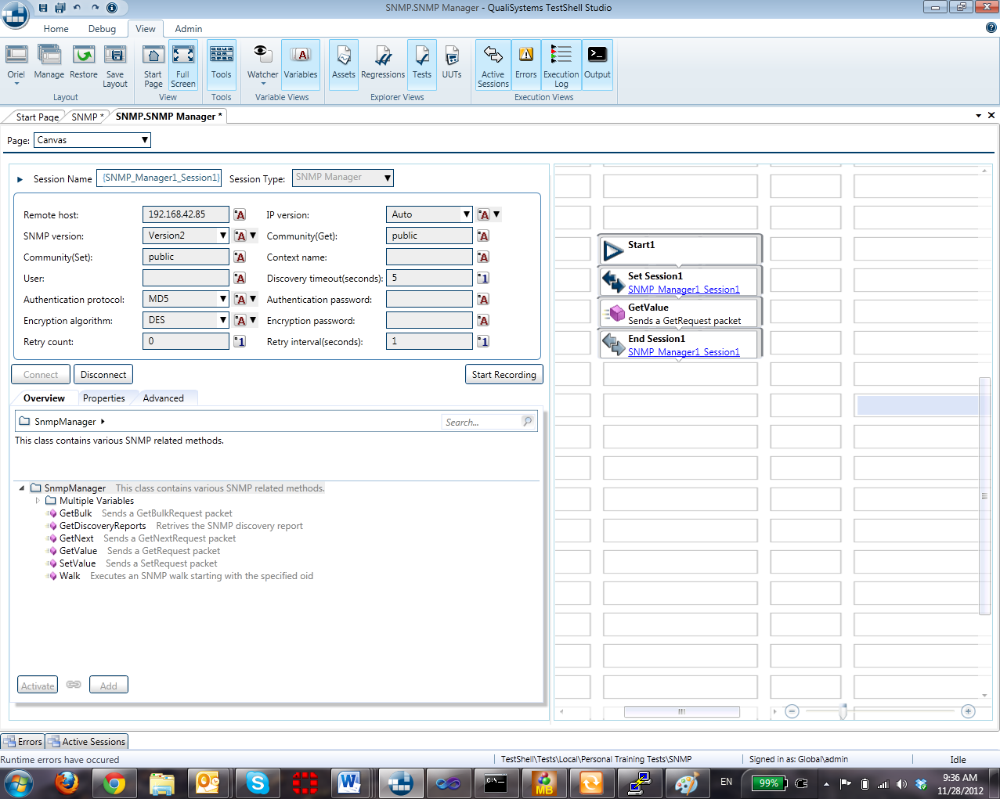 SNMP.SNMP Manager - QualiSystems TestShell Studio
Home Debug View Admin
Oriel Manage Restore Save Layout
Start Page Full Screen
Tools
Watcher Variables
Assets Regressions Tests UUTs
Active Sessions Errors Execution Log Output
Layout View Tools Variable Views Explorer Views Execution Views
Start Page SNMP * SNMP.SNMP Manager *
Page: Canvas
Session Name {SNMP_Manager1_Session1} Session Type: SNMP Manager
Remote host: 192.168.42.85 A IP version: Auto A
SNMP version: Version2 A Community(Get): public A
Community(Set): public A Context name: A
User: A Discovery timeout(seconds): 5 1
Authentication protocol: MD5 A Authentication password: A
Encryption algorithm: DES A Encryption password: A
Retry count: 0 1 Retry interval(seconds): 1 1
Connect Disconnect Start Recording
Overview Properties Advanced
SnmpManager Search...
This class contains various SNMP related methods.
SnmpManager This class contains various SNMP related methods.
Multiple Variables
GetBulk Sends a GetBulkRequest packet
GetDiscoveryReports Retrives the SNMP discovery report
GetNext Sends a GetNextRequest packet
GetValue Sends a GetRequest packet
SetValue Sends a SetRequest packet
Walk Executes an SNMP walk starting with the specified oid
Activate Add
Start1
Set Session1
SNMP_Manager1_Session1
GetValue
Sends a GetRequest packet
End Session1
SNMP_Manager1_Session1
Errors Active Sessions
Runtime errors have occured TestShell\Tests\Local\Personal Training Tests\SNMP Signed in as: Global\admin Idle
EN 99% 9:36 AM
11/28/2012